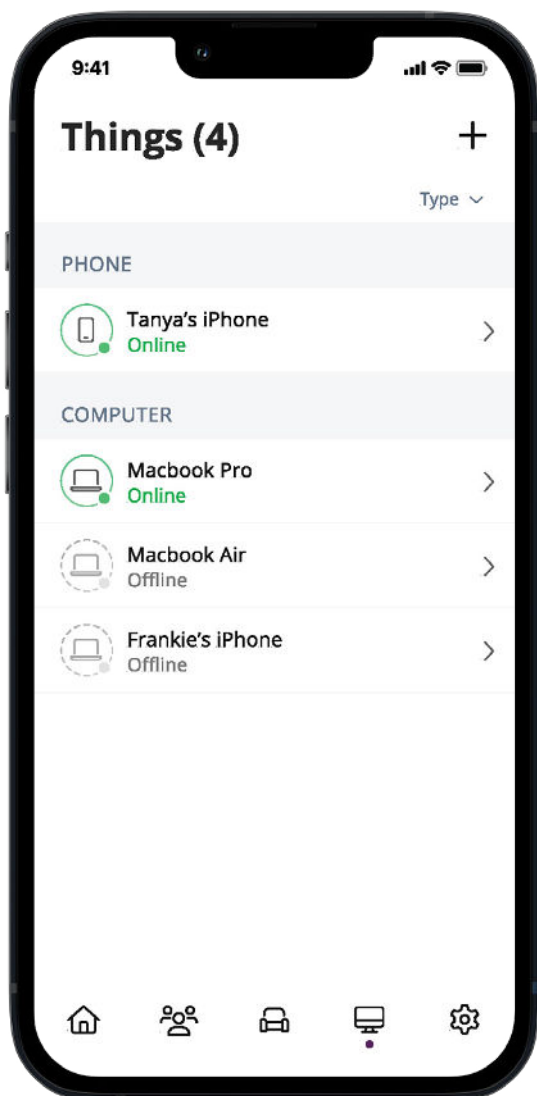 9:41
Things (4)
Type
PHONE
Tanya’s iPhone
Online
COMPUTER
Macbook Pro
Online
Macbook Air
Offline
Frankie’s iPhone
Offline